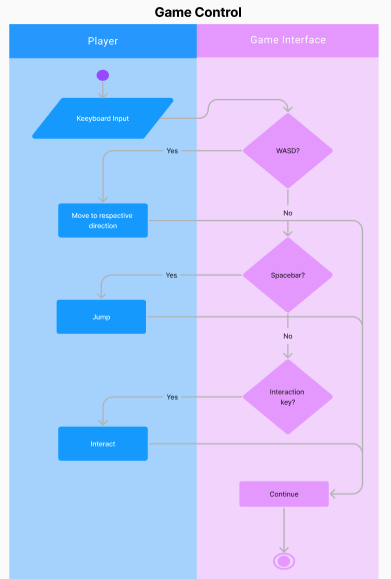 Game Control
Player
Game Interface
Keeyboard Input
WASD?
Yes
Move to respective
direction
No
Spacebar?
Yes
Jump
No
Interaction
key?
Yes
Interact
Continue